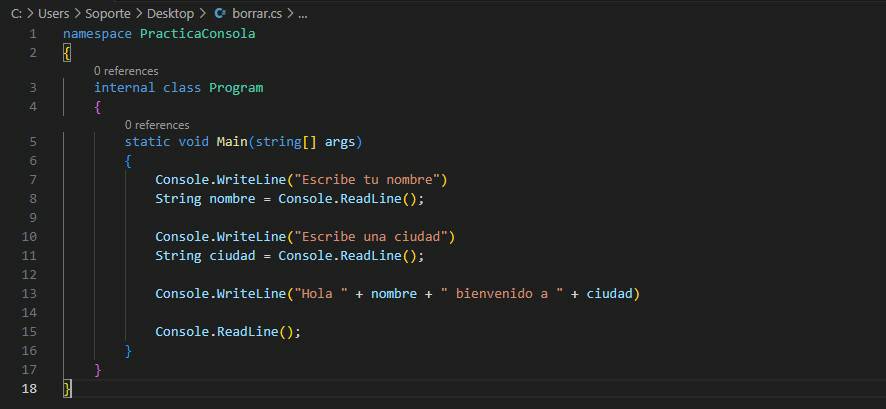 C: > Users > Soporte > Desktop > borrar.cs > ...
1 namespace PracticaConsola
2 {
0 references
3 internal class Program
4 {
0 references
5 static void Main(string[] args)
6 {
7 Console.WriteLine("Escribe tu nombre")
8 String nombre = Console.ReadLine();
9
10 Console.WriteLine("Escribe una ciudad")
11 String ciudad = Console.ReadLine();
12
13 Console.WriteLine("Hola " + nombre + " bienvenido a " + ciudad)
14
15 Console.ReadLine();
16 }
17 }
18 }